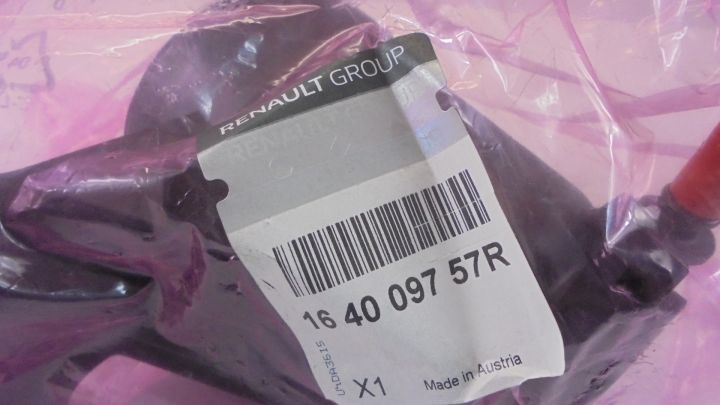 RENAULT GROUP
16 40 097 57R
X1
Made in Austria